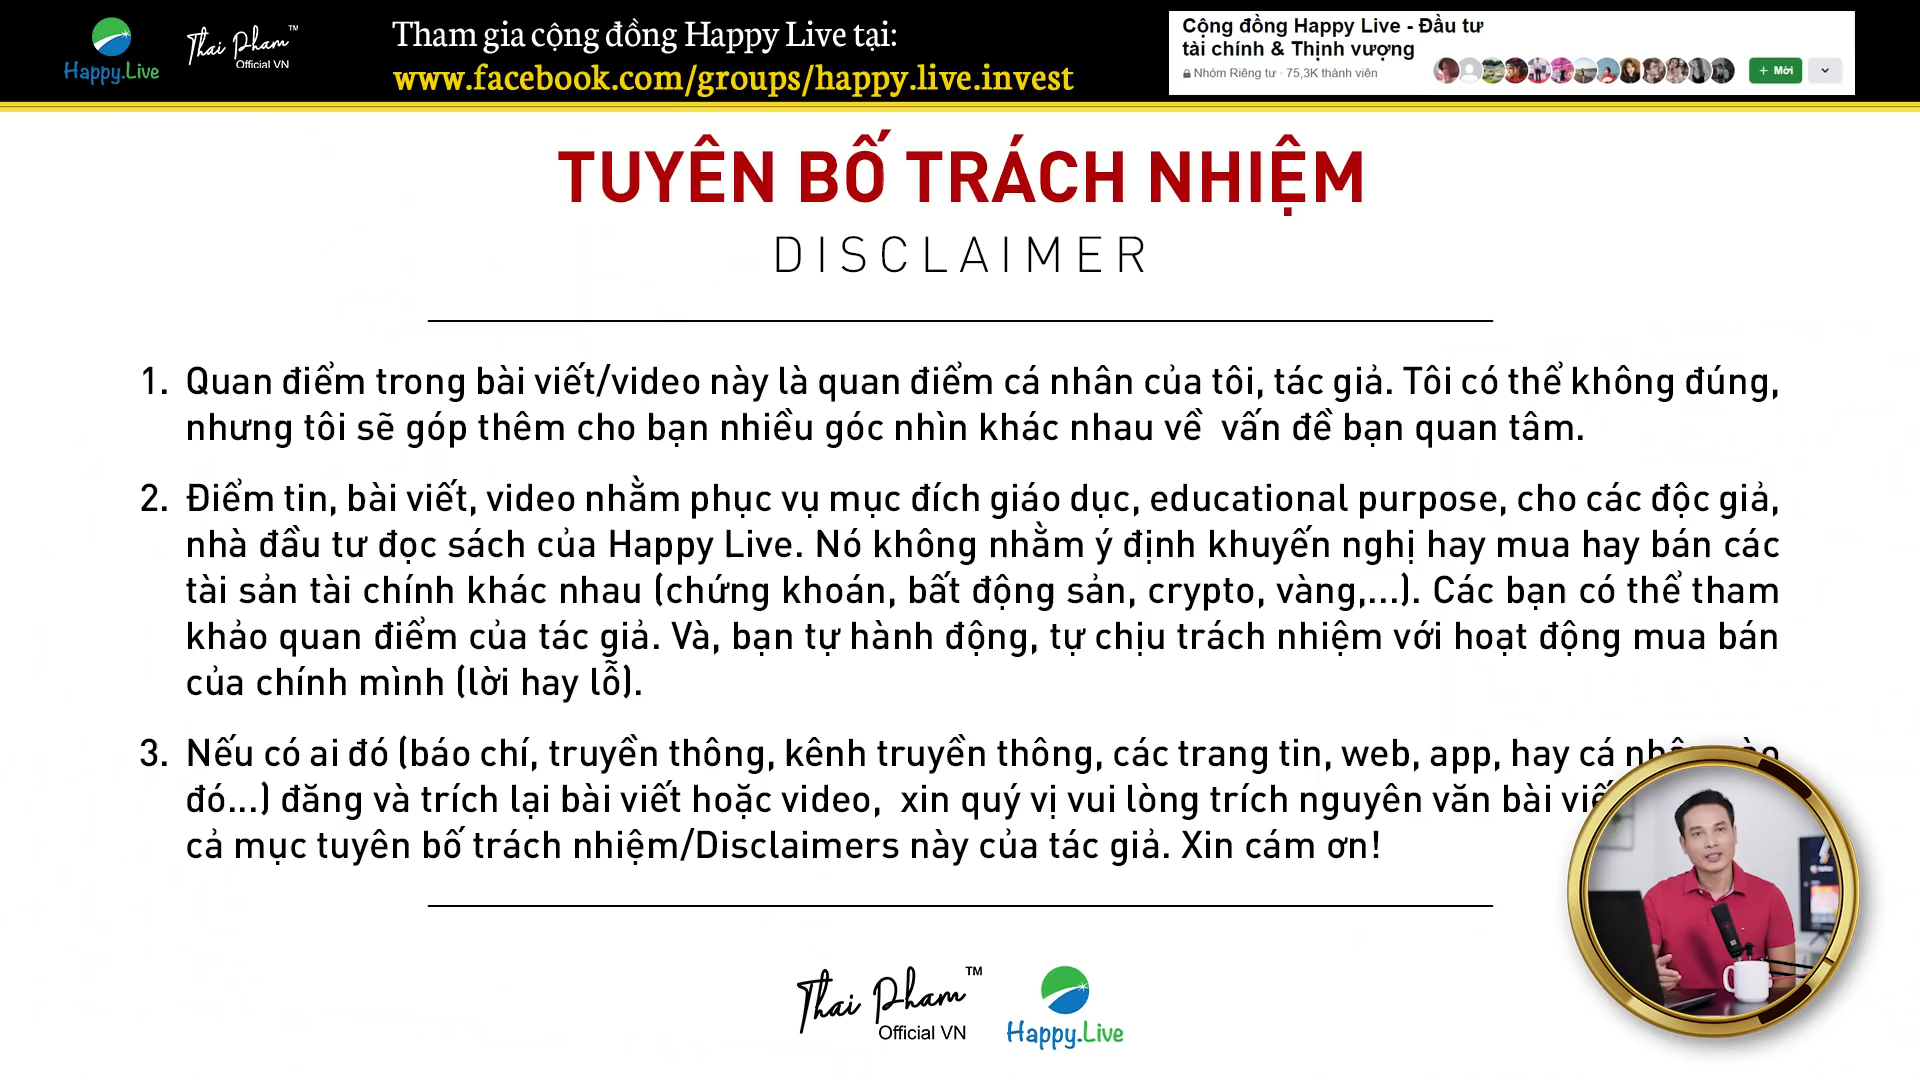 Happy.Live
Thai Pham™
Official VN
Tham gia cộng đồng Happy Live tại:
www.facebook.com/groups/happy.live.invest
Cộng đồng Happy Live - Đầu tư
tài chính & Thịnh vượng
Nhóm Riêng tư · 75,3K thành viên
+ Mời
TUYÊN BỐ TRÁCH NHIỆM
DISCLAIMER
1. Quan điểm trong bài viết/video này là quan điểm cá nhân của tôi, tác giả. Tôi có thể không đúng,
nhưng tôi sẽ góp thêm cho bạn nhiều góc nhìn khác nhau về vấn đề bạn quan tâm.
2. Điểm tin, bài viết, video nhằm phục vụ mục đích giáo dục, educational purpose, cho các độc giả,
nhà đầu tư đọc sách của Happy Live. Nó không nhằm ý định khuyến nghị hay mua hay bán các
tài sản tài chính khác nhau (chứng khoán, bất động sản, crypto, vàng,...). Các bạn có thể tham
khảo quan điểm của tác giả. Và, bạn tự hành động, tự chịu trách nhiệm với hoạt động mua bán
của chính mình (lời hay lỗ).
3. Nếu có ai đó (báo chí, truyền thông, kênh truyền thông, các trang tin, web, app, hay cá
đó...) đăng và trích lại bài viết hoặc video, xin quý vị vui lòng trích nguyên văn bài
cả mục tuyên bố trách nhiệm/Disclaimers này của tác giả. Xin cám ơn!
Thai Pham™
Official VN
Happy.Live